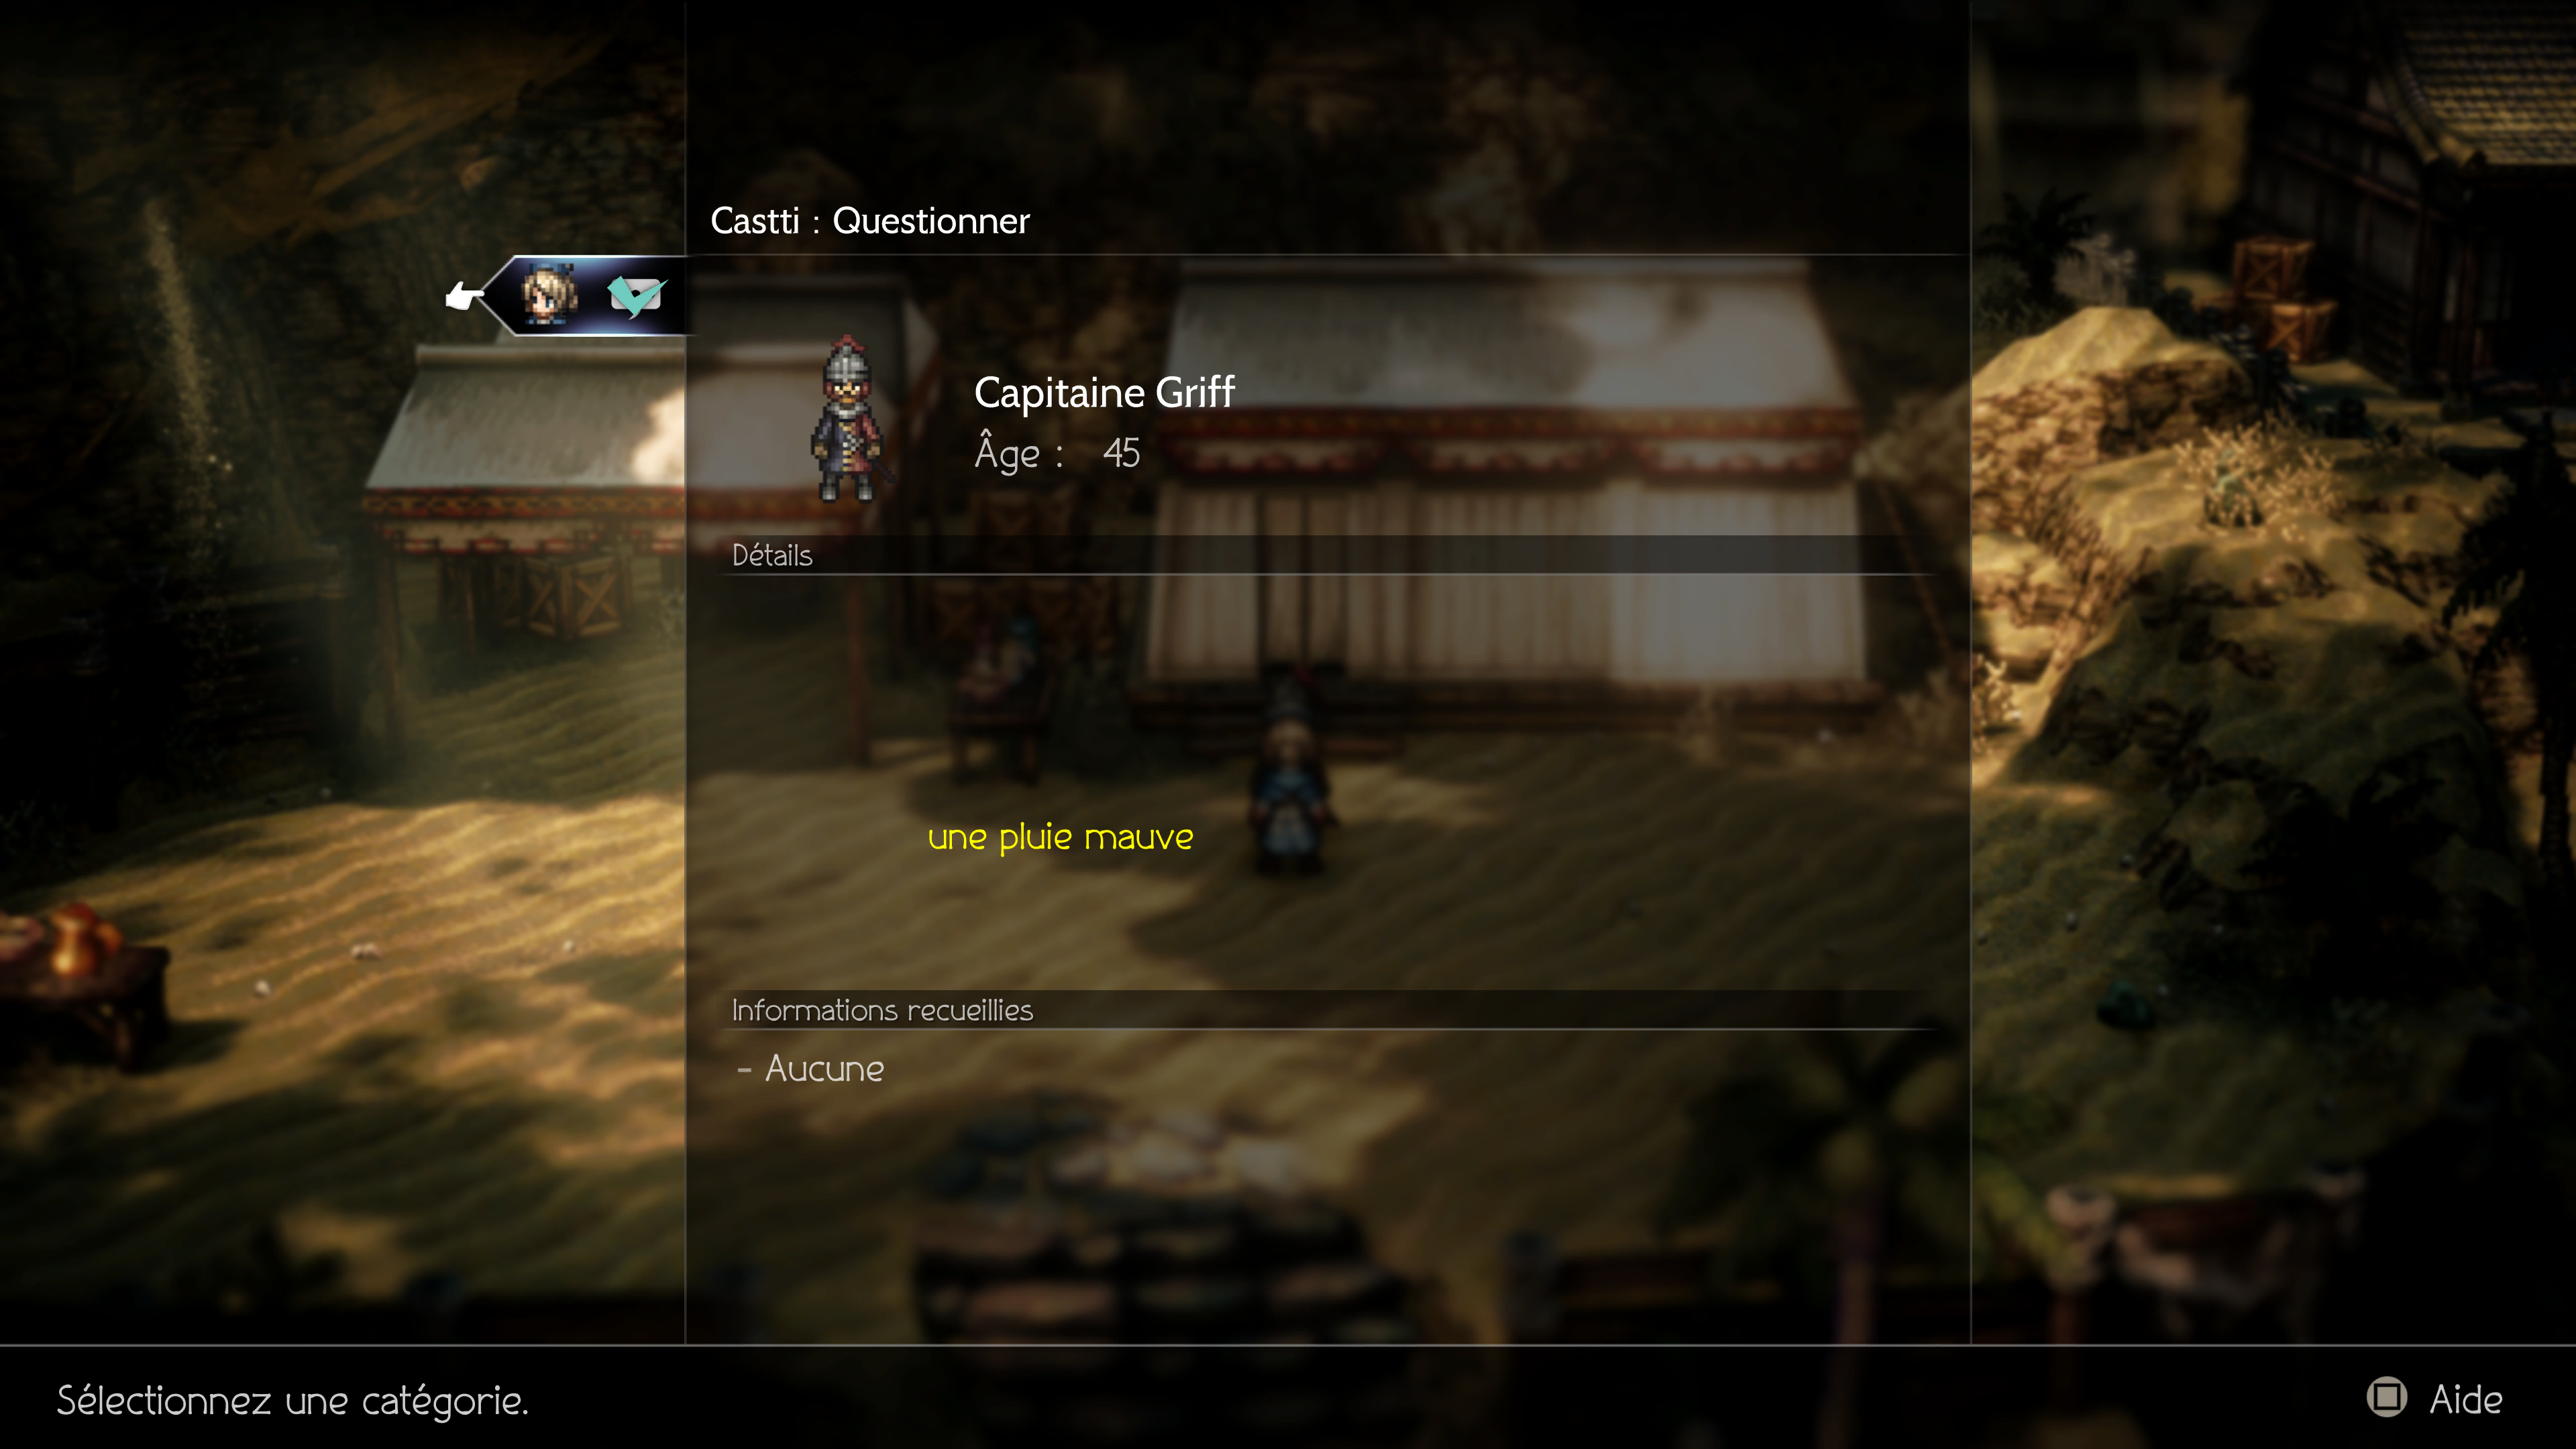 Castti : Questionner
Capitaine Griff
Âge : 45
Détails
une pluie mauve
Informations recueillies
- Aucune
Sélectionnez une catégorie.
Aide